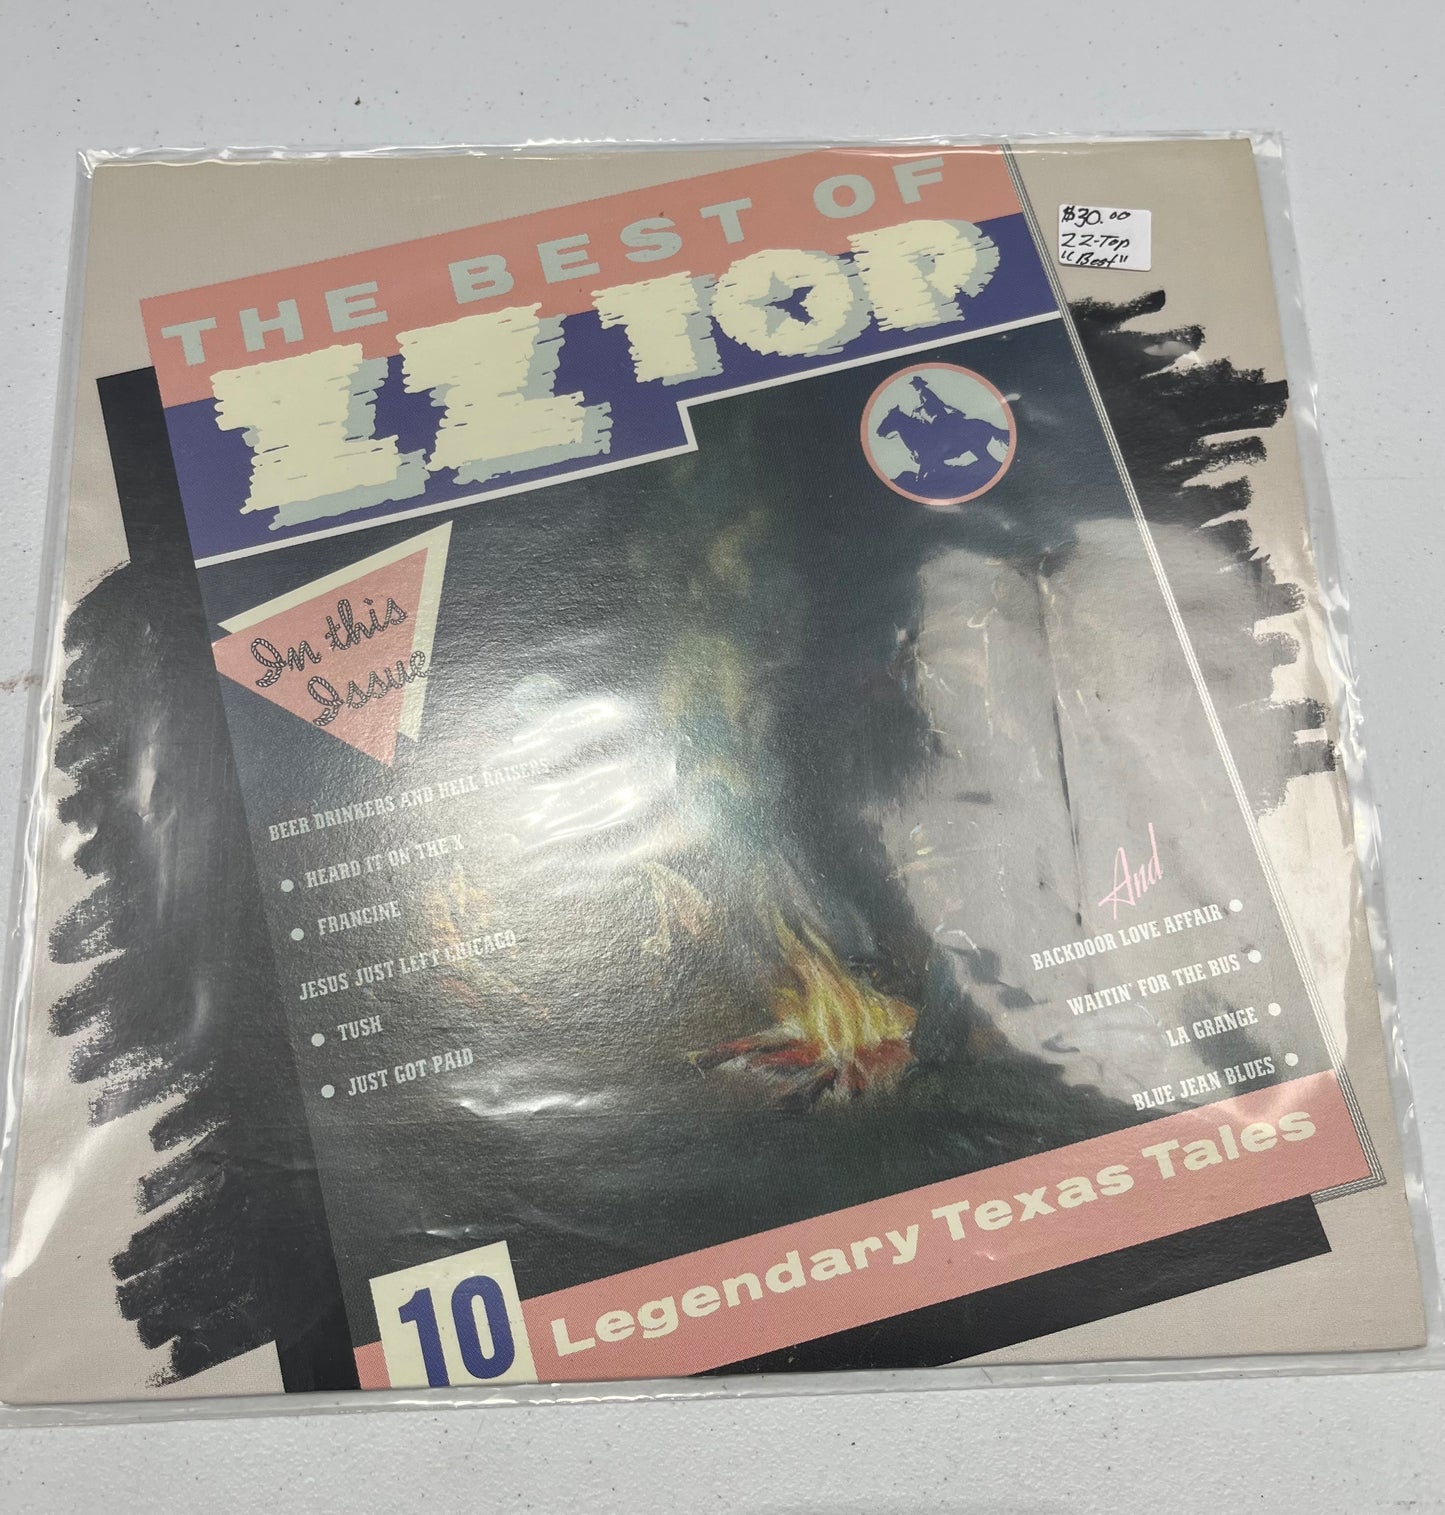 THE BEST OF
ZZ TOP
$30.00
ZZ-Top
"Best"
In this
Issue
BEER DRINKERS AND HELL RAISERS
HEARD IT ON THE X
FRANCINE
JESUS JUST LEFT CHICAGO
TUSH
JUST GOT PAID
And
BACKDOOR LOVE AFFAIR
WAITIN' FOR THE BUS
LA GRANGE
BLUE JEAN BLUES
10 Legendary Texas Tales